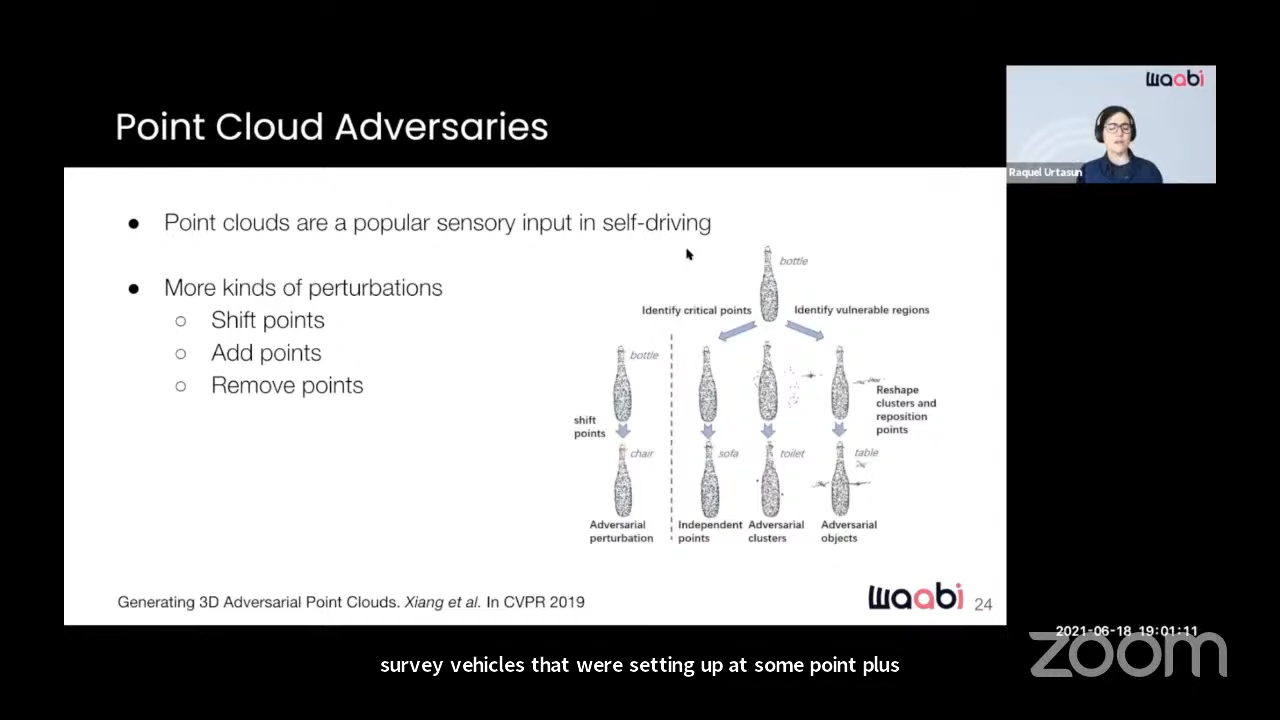 waabi
Raquel Urtasun
Point Cloud Adversaries
● Point clouds are a popular sensory input in self-driving
● More kinds of perturbations
○ Shift points
○ Add points
○ Remove points
bottle
Identify critical points
Identify vulnerable regions
bottle
Reshape
clusters and
reposition
points
shift
points
chair
sofa
toilet
table
Adversarial
perturbation
Independent
points
Adversarial
clusters
Adversarial
objects
Generating 3D Adversarial Point Clouds. Xiang et al. In CVPR 2019
waabi
24
2021-06-18 19:01:11
zoom
survey vehicles that were setting up at some point plus